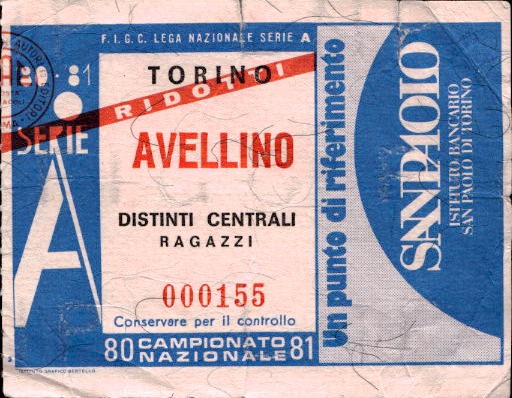 F.I.G.C. LEGA NAZIONALE SERIE A
80·81
TORINO
RIDOTTI
SERIE
A
AVELLINO
DISTINTI CENTRALI
RAGAZZI
000155
Conservare per il controllo
80 CAMPIONATO NAZIONALE 81
Un punto di riferimento
SANPAOLO
ISTITUTO BANCARIO
SAN PAOLO DI TORINO